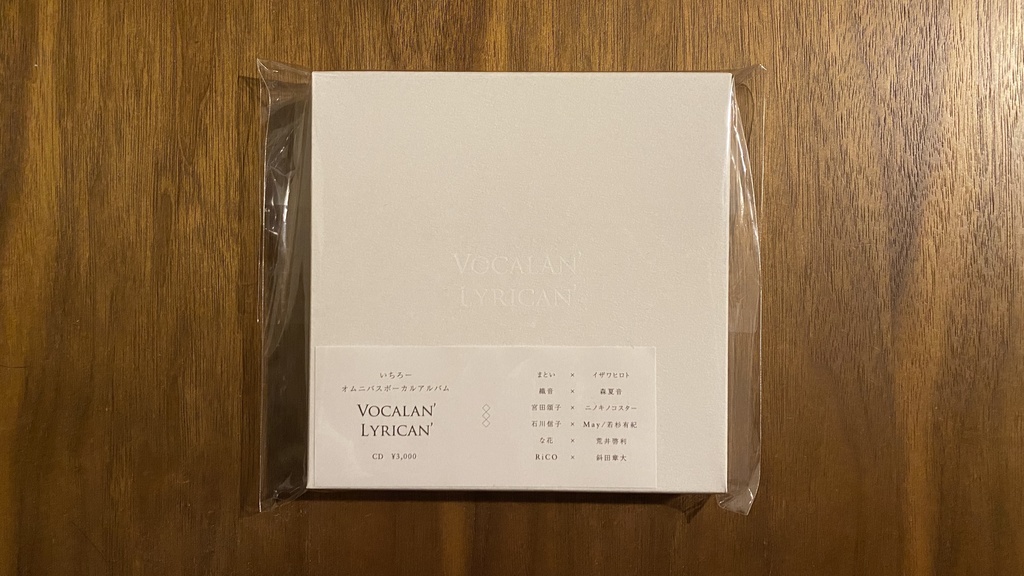 VOCALAN'
LYRICAN'
いちろー
オムニバスボーカルアルバム
VOCALAN'
LYRICAN'
CD ¥3,000
まとい × イザワヒロト
織音 × 森夏音
宮田頌子 × ニノキノコスター
石川侑子 × May/若杉有紀
な花 × 荒井啓利
RiCO × 斜田章大